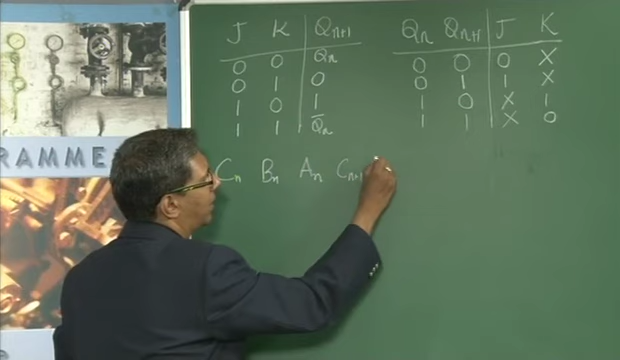 J K Qn+1
0 0 Qn
0 1 0
1 0 1
1 1 Q̄n
Qn Qn+1 J K
0 0 0 X
0 1 1 X
1 0 X 1
1 1 X 0
RAMME
Cn Bn An Cn+1